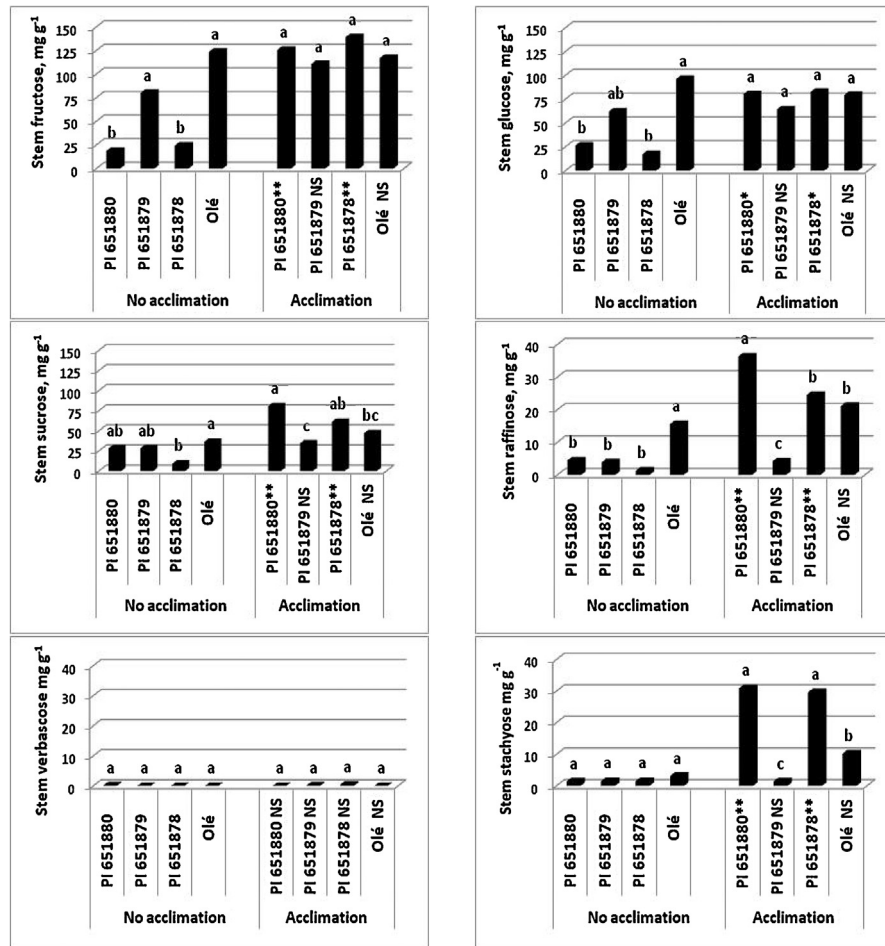 Stem fructose, mg g-1
150
125
100
75
50
25
0
b
a
b
a
a
a
a
a
PI 651880
PI 651879
PI 651878
Olé
PI 651880**
PI 651879 NS
PI 651878**
Olé NS
No acclimation
Acclimation
Stem glucose, mg g-1
150
125
100
75
50
25
0
b
ab
b
a
a
a
a
a
PI 651880
PI 651879
PI 651878
Olé
PI 651880*
PI 651879 NS
PI 651878*
Olé NS
No acclimation
Acclimation
Stem sucrose, mg g-1
150
125
100
75
50
25
0
ab
ab
b
a
a
c
ab
bc
PI 651880
PI 651879
PI 651878
Olé
PI 651880**
PI 651879 NS
PI 651878**
Olé NS
No acclimation
Acclimation
Stem raffinose, mg g-1
40
30
20
10
0
b
b
b
a
a
c
b
b
PI 651880
PI 651879
PI 651878
Olé
PI 651880**
PI 651879 NS
PI 651878**
Olé NS
No acclimation
Acclimation
Stem verbascose mg g-1
40
30
20
10
0
a
a
a
a
a
a
a
a
PI 651880
PI 651879
PI 651878
Olé
PI 651880 NS
PI 651879 NS
PI 651878 NS
Olé NS
No acclimation
Acclimation
Stem stachyose mg g-1
40
30
20
10
0
a
a
a
a
a
c
a
b
PI 651880
PI 651879
PI 651878
Olé
PI 651880**
PI 651879 NS
PI 651878**
Olé NS
No acclimation
Acclimation